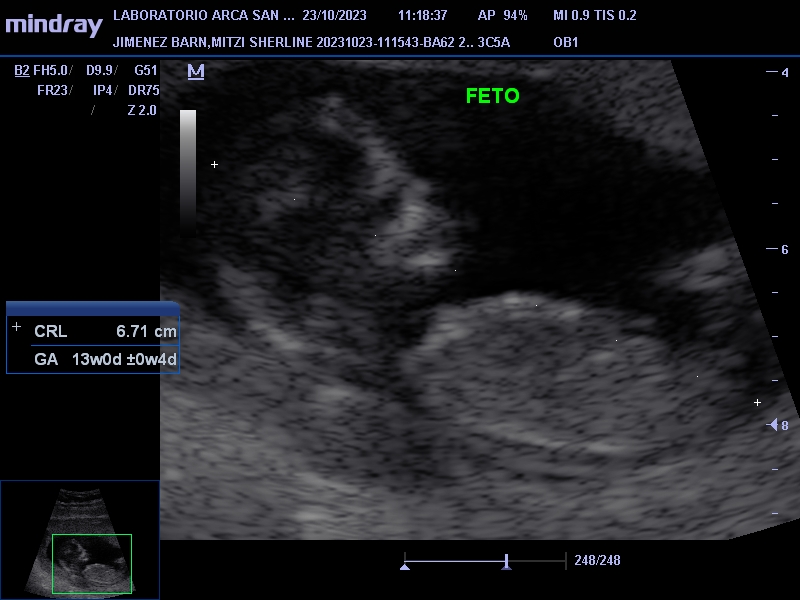 mindray
LABORATORIO ARCA SAN ... 23/10/2023 11:18:37 AP 94% MI 0.9 TIS 0.2
JIMENEZ BARN,MITZI SHERLINE 20231023-111543-BA62 2.. 3C5A OB1
B2 FH5.0/ D9.9/ G51
FR23/ IP4/ DR75
/ Z 2.0
M
FETO
4
6
8
+ CRL 6.71 cm
GA 13w0d ±0w4d
248/248